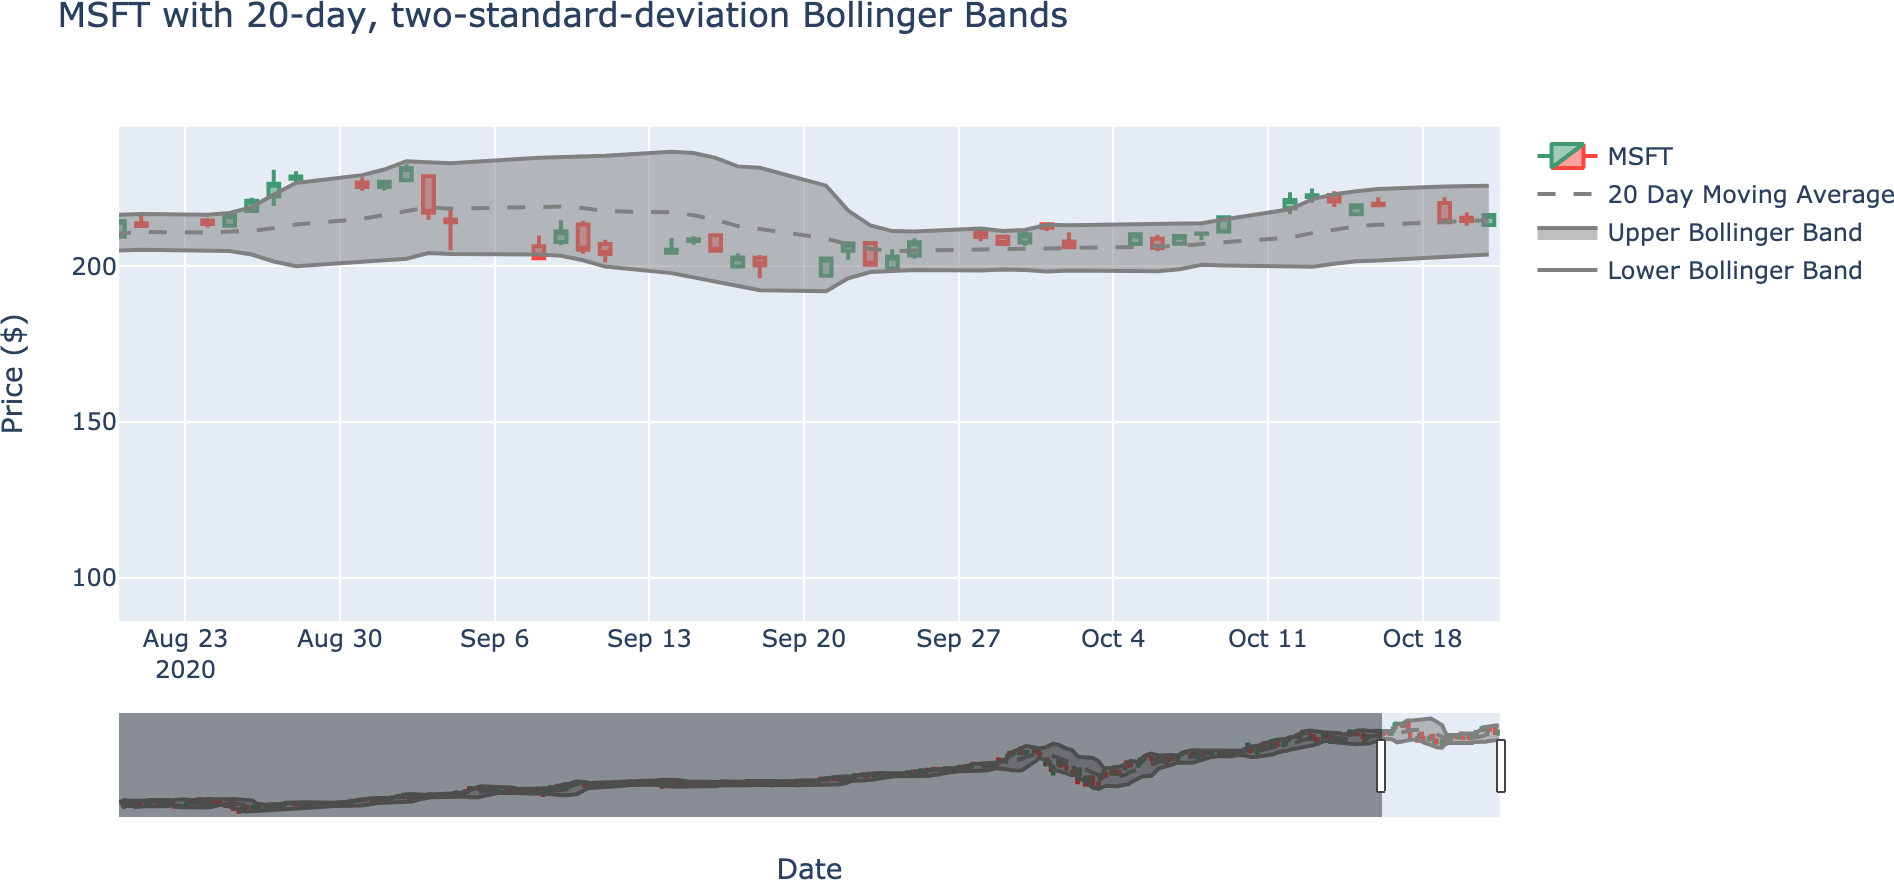 MSFT with 20-day, two-standard-deviation Bollinger Bands
MSFT
20 Day Moving Average
Upper Bollinger Band
Lower Bollinger Band
Price ($)
200
150
100
Aug 23
2020
Aug 30
Sep 6
Sep 13
Sep 20
Sep 27
Oct 4
Oct 11
Oct 18
Date